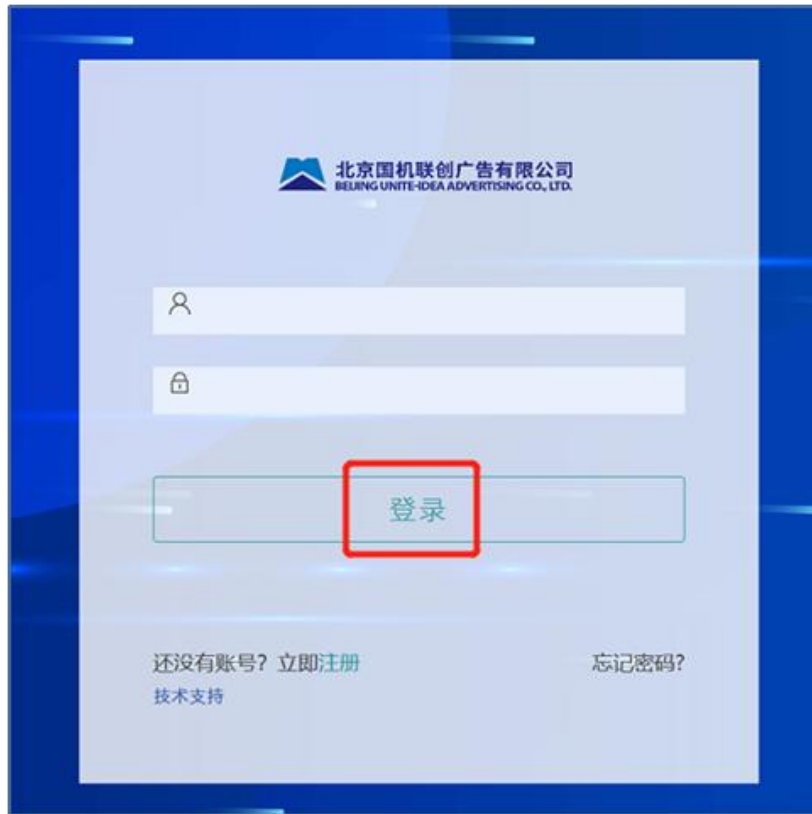 北京国机联创广告有限公司
BEIJING UNITE-IDEA ADVERTISING CO., LTD.
登录
还没有账号? 立即注册
忘记密码?
技术支持